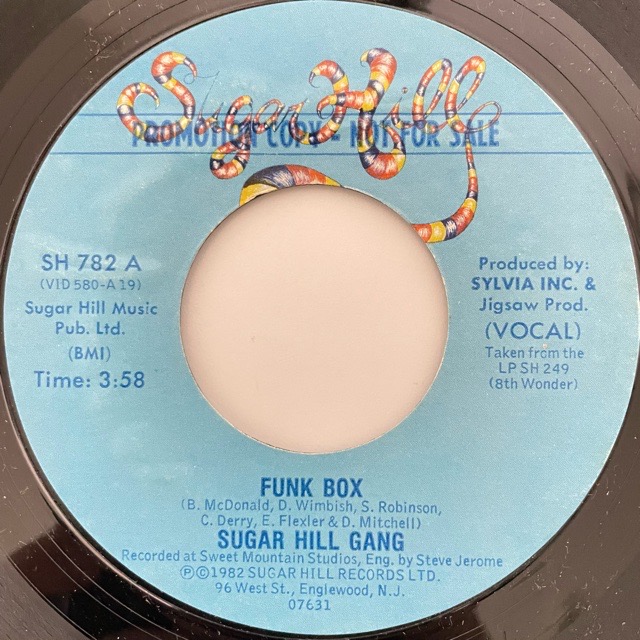 Sugar Hill
PROMOTION COPY - NOT FOR SALE
SH 782 A
(VID 580-A 19)
Sugar Hill Music
Pub. Ltd.
(BMI)
Time: 3:58
Produced by:
SYLVIA INC. &
Jigsaw Prod.
(VOCAL)
Taken from the
LP SH 249
(8th Wonder)
FUNK BOX
(B. McDonald, D. Wimbish, S. Robinson,
C. Derry, E. Flexler & D. Mitchell)
SUGAR HILL GANG
Recorded at Sweet Mountain Studios, Eng. by Steve Jerome
Ⓟ©1982 SUGAR HILL RECORDS LTD.
96 West St., Englewood, N.J.
07631